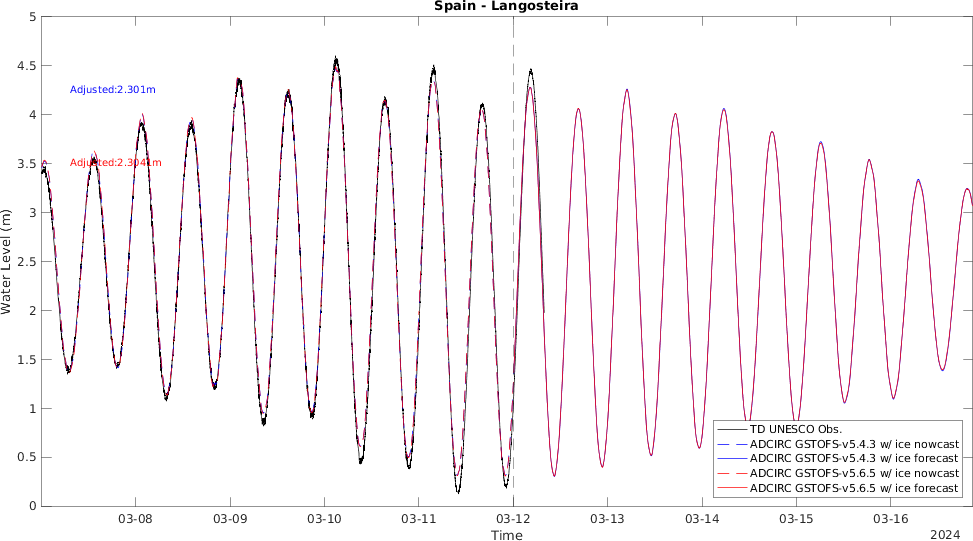 Spain - Langosteira
5
4.5
4
3.5
3
2.5
2
1.5
1
0.5
0
Water Level (m)
Adjusted:2.301m
Adjusted:2.304m
TD UNESCO Obs.
ADCIRC GSTOFS-v5.4.3 w/ ice nowcast
ADCIRC GSTOFS-v5.4.3 w/ ice forecast
ADCIRC GSTOFS-v5.6.5 w/ ice nowcast
ADCIRC GSTOFS-v5.6.5 w/ ice forecast
03-08
03-09
03-10
03-11
03-12
03-13
03-14
03-15
03-16
Time
2024